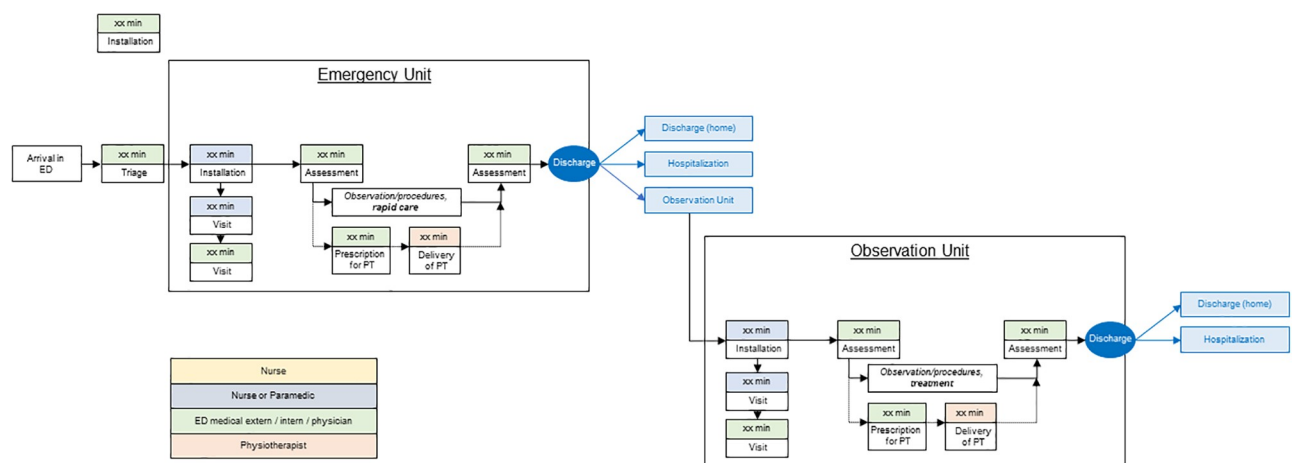 xx min
Installation
Emergency Unit
Arrival in
ED
xx min
Triage
xx min
Installation
xx min
Visit
xx min
Visit
xx min
Assessment
Observation/procedures,
rapid care
xx min
Prescription
for PT
xx min
Delivery
of PT
xx min
Assessment
Discharge
Discharge (home)
Hospitalization
Observation Unit
Observation Unit
xx min
Installation
xx min
Visit
xx min
Visit
xx min
Assessment
Observation/procedures,
treatment
xx min
Prescription
for PT
xx min
Delivery
of PT
xx min
Assessment
Discharge
Discharge (home)
Hospitalization
Nurse
Nurse or Paramedic
ED medical extern / intern / physician
Physiotherapist